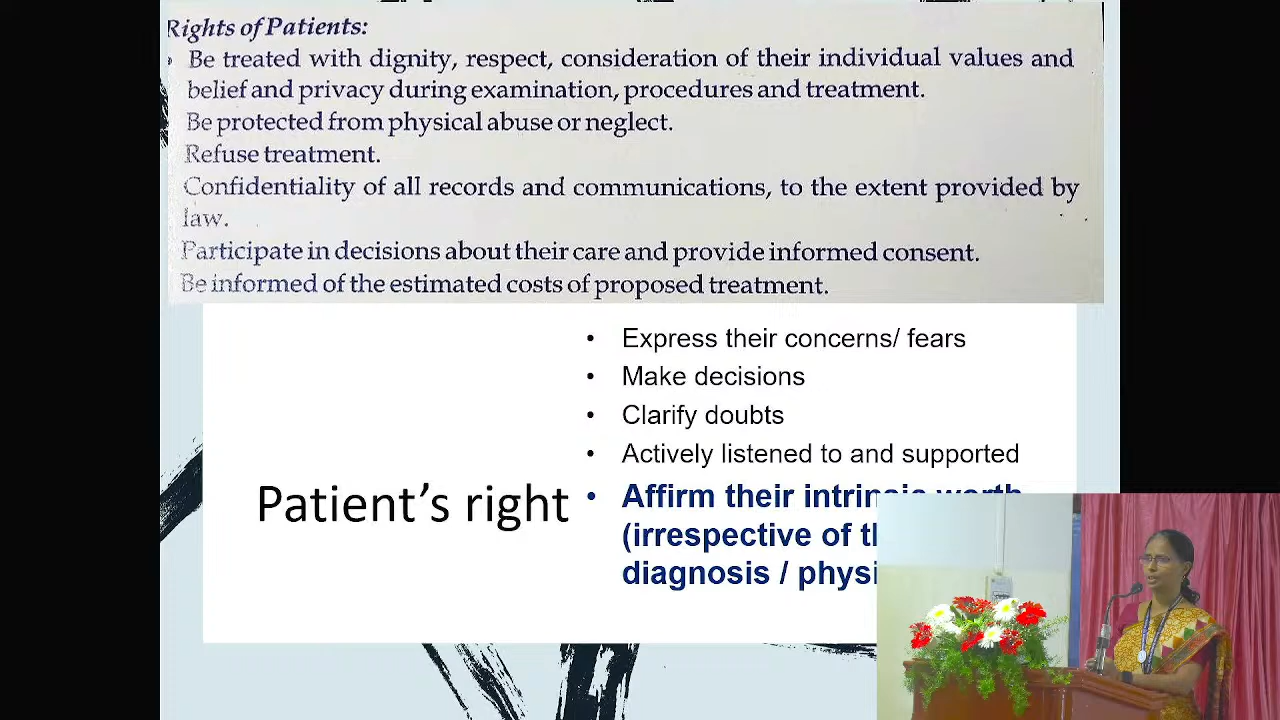 Rights of Patients:
Be treated with dignity, respect, consideration of their individual values and
belief and privacy during examination, procedures and treatment.
Be protected from physical abuse or neglect.
Refuse treatment.
Confidentiality of all records and communications, to the extent provided by
law.
Participate in decisions about their care and provide informed consent.
Be informed of the estimated costs of proposed treatment.
Patient's right
• Express their concerns/ fears
• Make decisions
• Clarify doubts
• Actively listened to and supported
• Affirm their
(irrespective of
diagnosis /